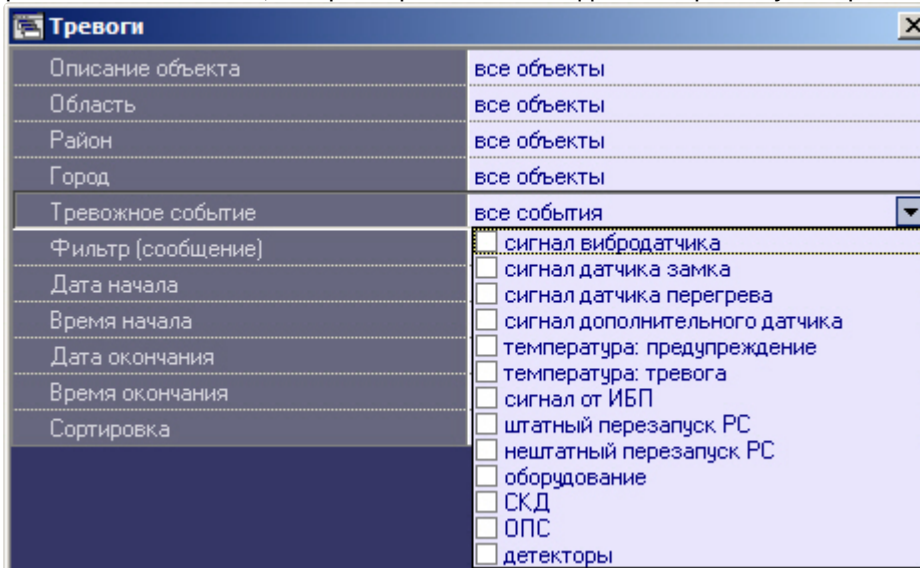 Тревоги
Описание объекта все объекты
Область все объекты
Район все объекты
Город все объекты
Тревожное событие все события
Фильтр (сообщение)
сигнал вибродатчика
сигнал датчика замка
Дата начала
сигнал датчика перегрева
Время начала
сигнал дополнительного датчика
Дата окончания
температура: предупреждение
температура: тревога
Время окончания
сигнал от ИБП
Сортировка
штатный перезапуск PC
нештатный перезапуск PC
оборудование
СКД
ОПС
детекторы